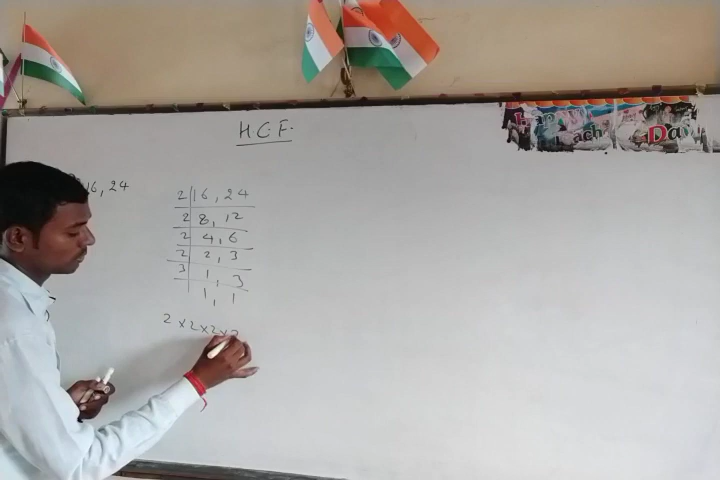 H.C.F.
16, 24
2 16, 24
2 8, 12
2 4, 6
2 2, 3
3 1, 3
1, 1
2 × 2 × 2 × 2
Day